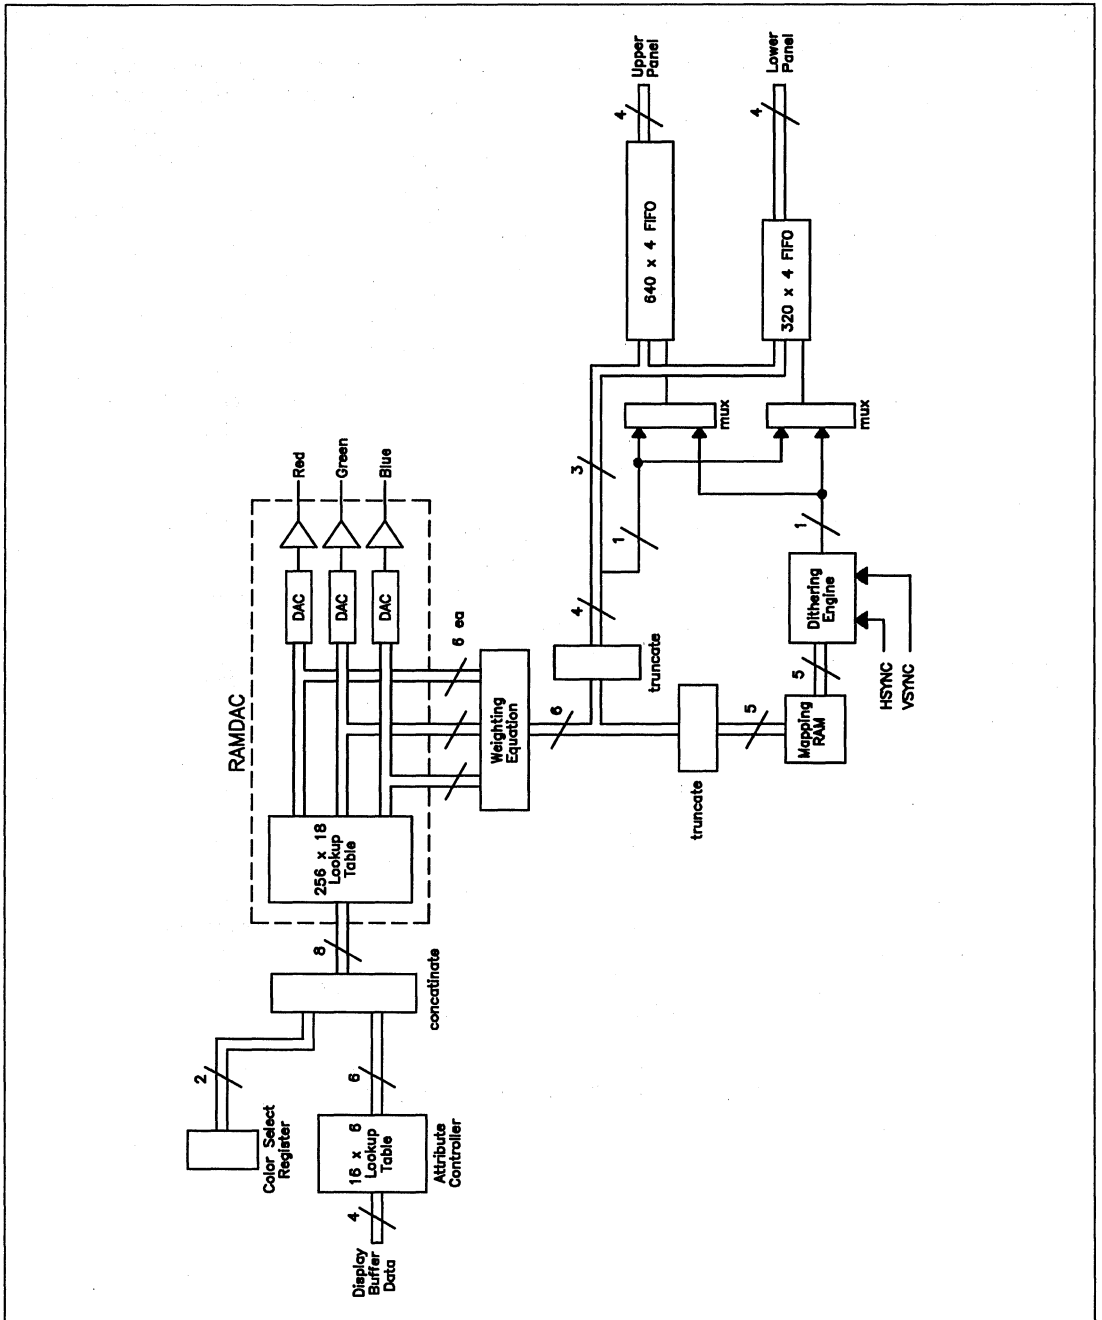 Display
Buffer
Data
4
16 x 6
Lookup
Table
Attribute
Controller
Color Select
Register
2
6
concatinate
8
RAMDAC
256 x 18
Lookup
Table
DAC
DAC
DAC
Red
Green
Blue
6 ea
Weighting
Equation
6
truncate
4
3
1
truncate
5
Mapping
RAM
5
Dithering
Engine
HSYNC
VSYNC
1
mux
mux
640 x 4 FIFO
320 x 4 FIFO
4
Upper
Panel
4
Lower
Panel